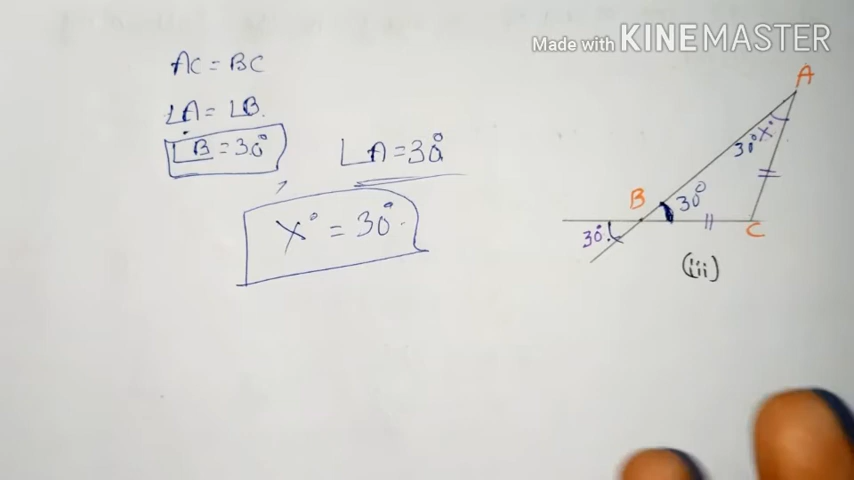 Made with KINEMASTER
AC = BC
∠A = ∠B.
∠B = 30°
∠A = 30°
x° = 30°.
A
30° x°
B
30°
C
30°.
(iii)